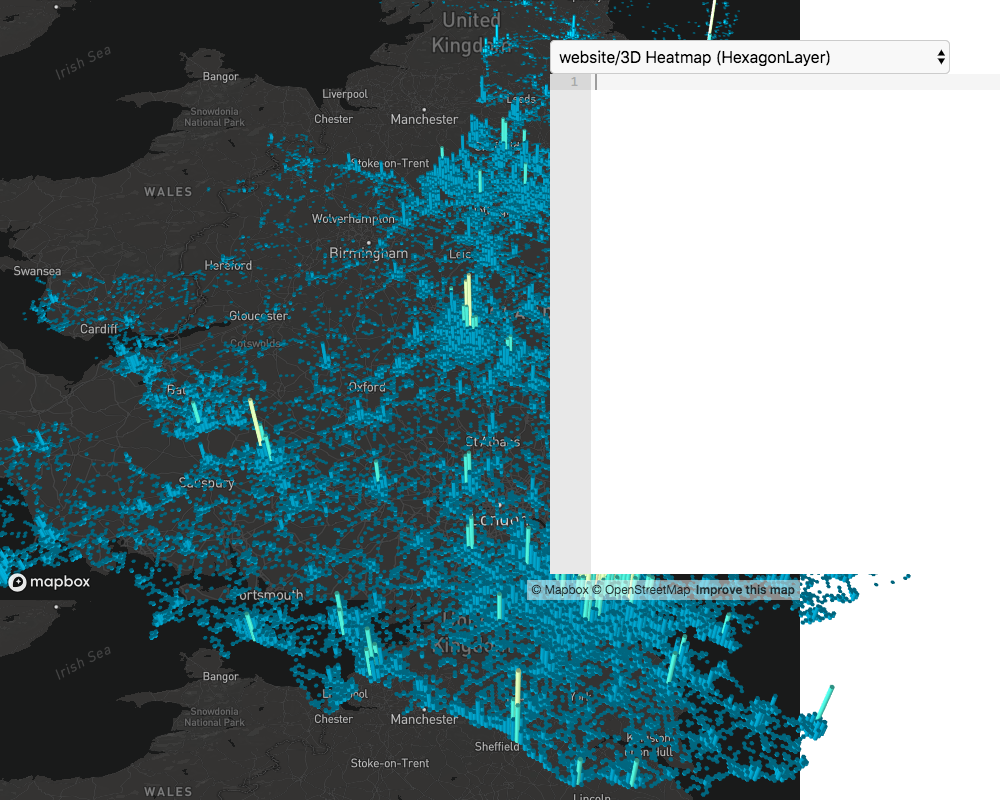 United
Kingdom
Irish Sea
website/3D Heatmap (HexagonLayer)
1
Bangor
Liverpool
Leeds
Snowdonia
National Park
Chester
Manchester
Stoke-on-Trent
WALES
Wolverhampton
Birmingham
Leic
Hereford
Swansea
Gloucester
Cardiff
Cotswolds
Bat
Oxford
St Albans
Salisbury
London
mapbox
© Mapbox © OpenStreetMap Improve this map
ortsmouth
Kingdom
Irish Sea
Bangor
York
Liverpool
Snowdonia
National Park
Chester
Manchester
Kingston
upon Hull
Sheffield
Stoke-on-Trent
WALES
Lincoln